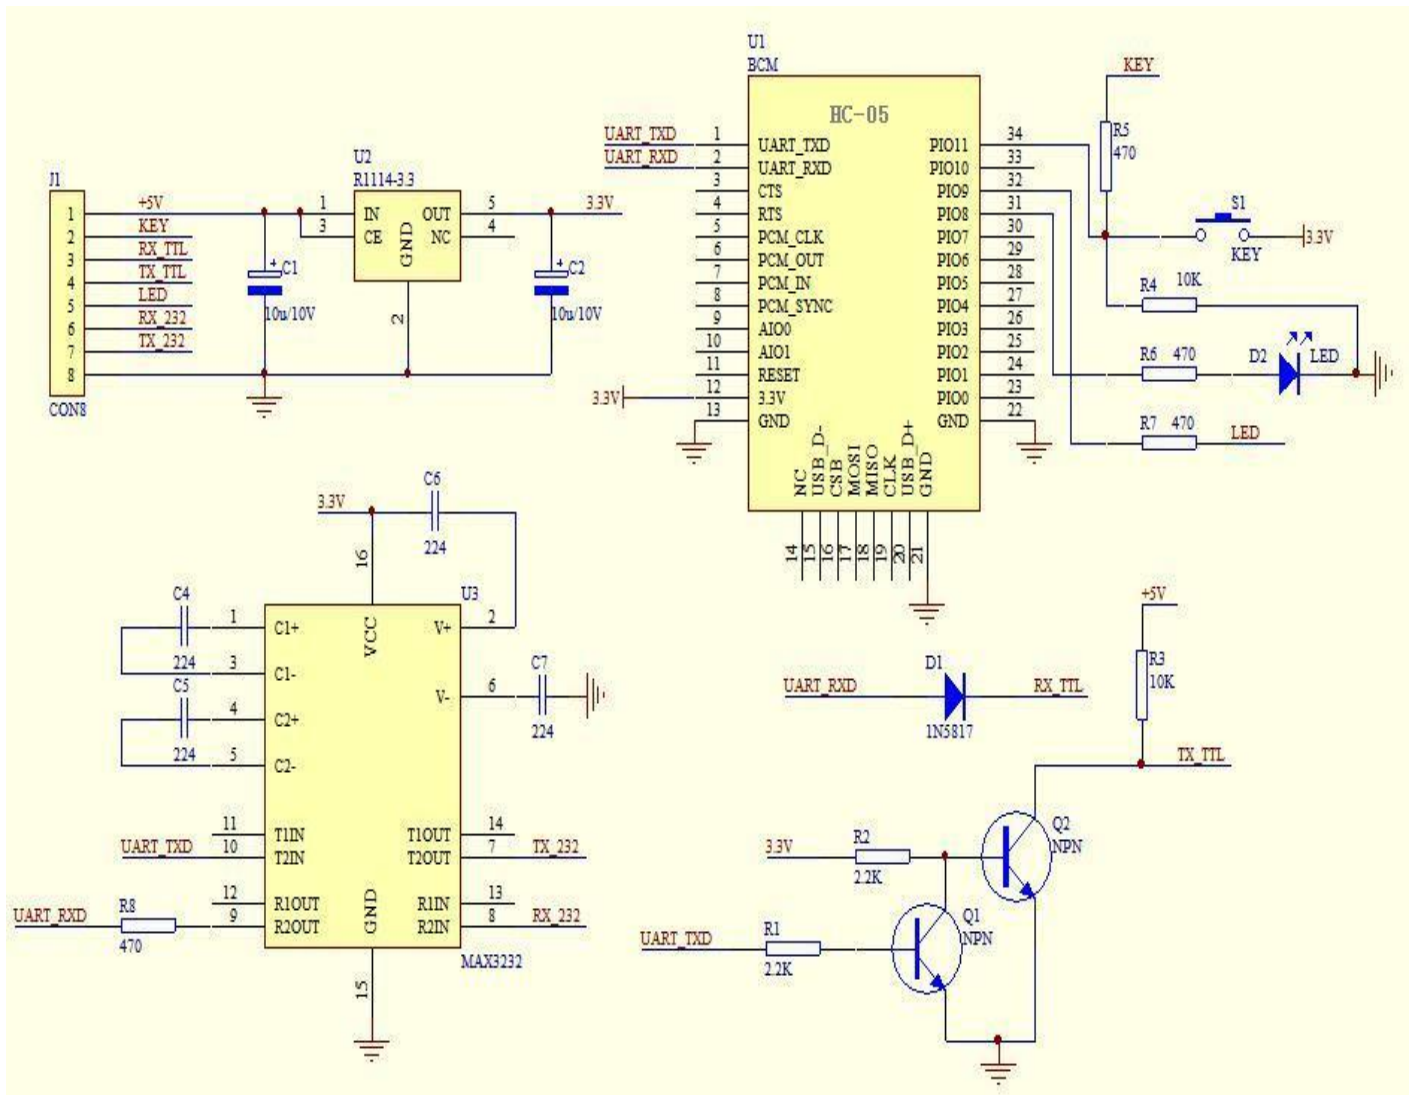 J1
1 +5V
2 KEY
3 RX_TTL
4 TX_TTL
5 LED
6 RX_232
7 TX_232
8
CON8
U2
R1114-3.3
1 IN OUT 5 3.3V
3 CE NC 4
GND
2
+ C1
10u/10V
+ C2
10u/10V
U1
BCM
HC-05
UART_TXD 1 UART_TXD PIO11 34
UART_RXD 2 UART_RXD PIO10 33
3 CTS PIO9 32
4 RTS PIO8 31
5 PCM_CLK PIO7 30
6 PCM_OUT PIO6 29
7 PCM_IN PIO5 28
8 PCM_SYNC PIO4 27
9 AIO0 PIO3 26
10 AIO1 PIO2 25
11 RESET PIO1 24
3.3V 12 3.3V PIO0 23
13 GND GND 22
NC USB_D- CSB MOSI MISO CLK USB_D+ GND
14 15 16 17 18 19 20 21
KEY
R5
470
S1
3.3V
KEY
R4 10K
R6 470 D2 LED
R7 470 LED
3.3V
C6
224
16
U3
C4
224
C5
224
1 C1+ VCC V+ 2
3 C1-
V- 6
C7
224
4 C2+
5 C2-
11 T1IN T1OUT 14
UART_TXD 10 T2IN T2OUT 7 TX_232
12 R1OUT R1IN 13
UART_RXD R8 9 R2OUT R2IN 8 RX_232
470
GND
MAX3232
15
D1
UART_RXD RX_TTL
1N5817
+5V
R3
10K
TX_TTL
3.3V R2
2.2K
Q2
NPN
UART_TXD R1
2.2K
Q1
NPN